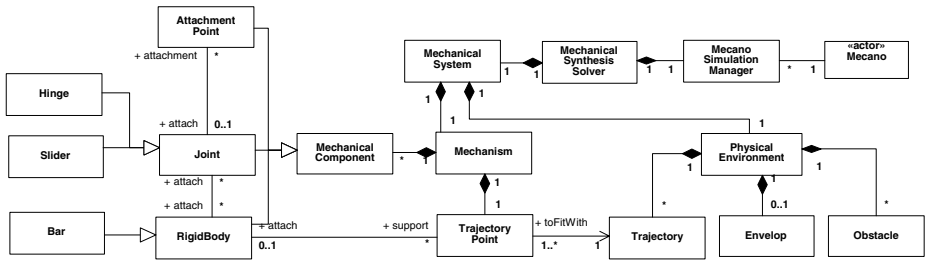 Attachment
Point
+ attachment
*
Hinge
Slider
Bar
+ attach
0..1
Joint
+ attach
*
+ attach
*
RigidBody
+ attach
0..1
Mechanical
Component
*
1
Mechanism
Mechanical
System
1
1
Mechanical
Synthesis
Solver
1
1
Mecano
Simulation
Manager
*
1
«actor»
Mecano
1
1
1
1
1
1
+ support
*
Trajectory
Point
+ toFitWith
1..*
1
Physical
Environment
1
1
1
*
0..1
*
Trajectory
Envelop
Obstacle